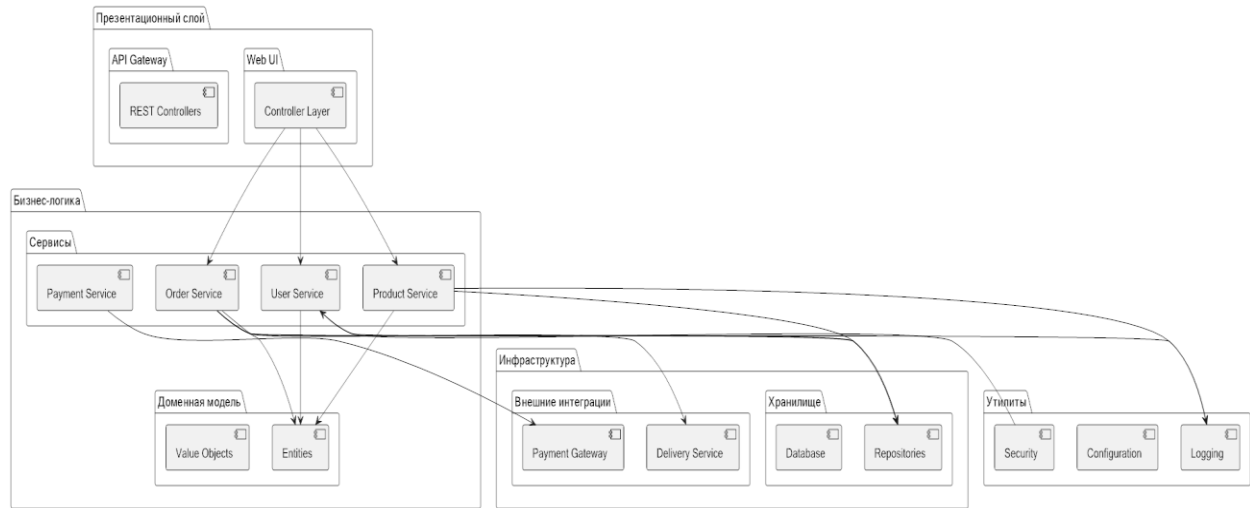 Презентационный слой
API Gateway
Web UI
REST Controllers
Controller Layer
Бизнес-логика
Сервисы
Payment Service
Order Service
User Service
Product Service
Инфраструктура
Доменная модель
Внешние интеграции
Хранилище
Утилиты
Value Objects
Entities
Payment Gateway
Delivery Service
Database
Repositories
Security
Configuration
Logging